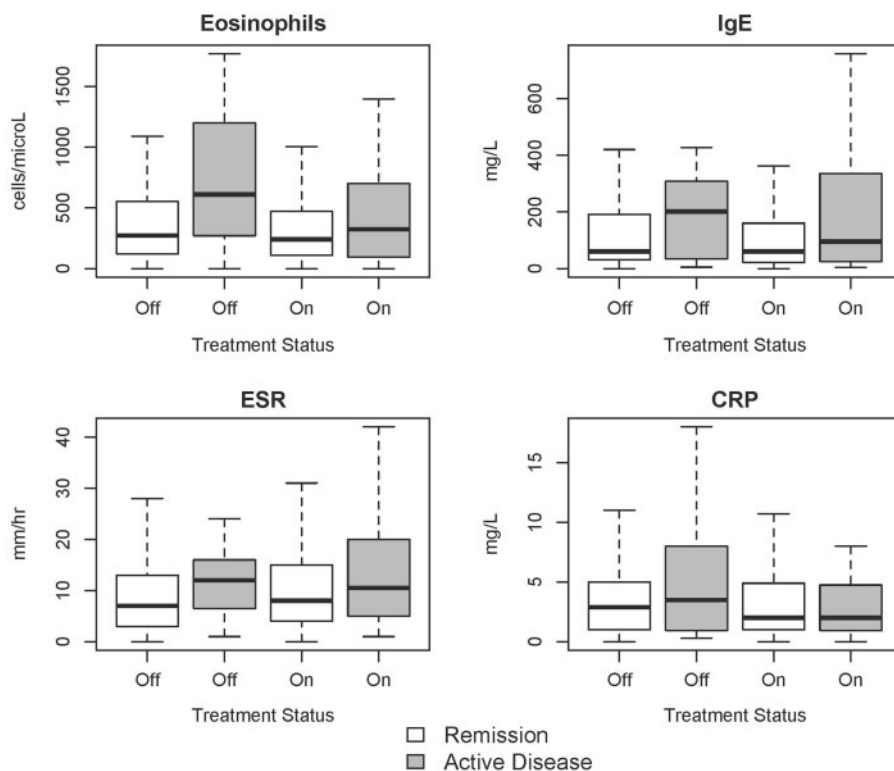 Eosinophils
cells/microL
0
500
1000
1500
Off
Off
On
On
Treatment Status
IgE
mg/L
0
200
400
600
Off
Off
On
On
Treatment Status
ESR
mm/hr
0
10
20
30
40
Off
Off
On
On
Treatment Status
CRP
mg/L
0
5
10
15
Off
Off
On
On
Treatment Status
Remission
Active Disease